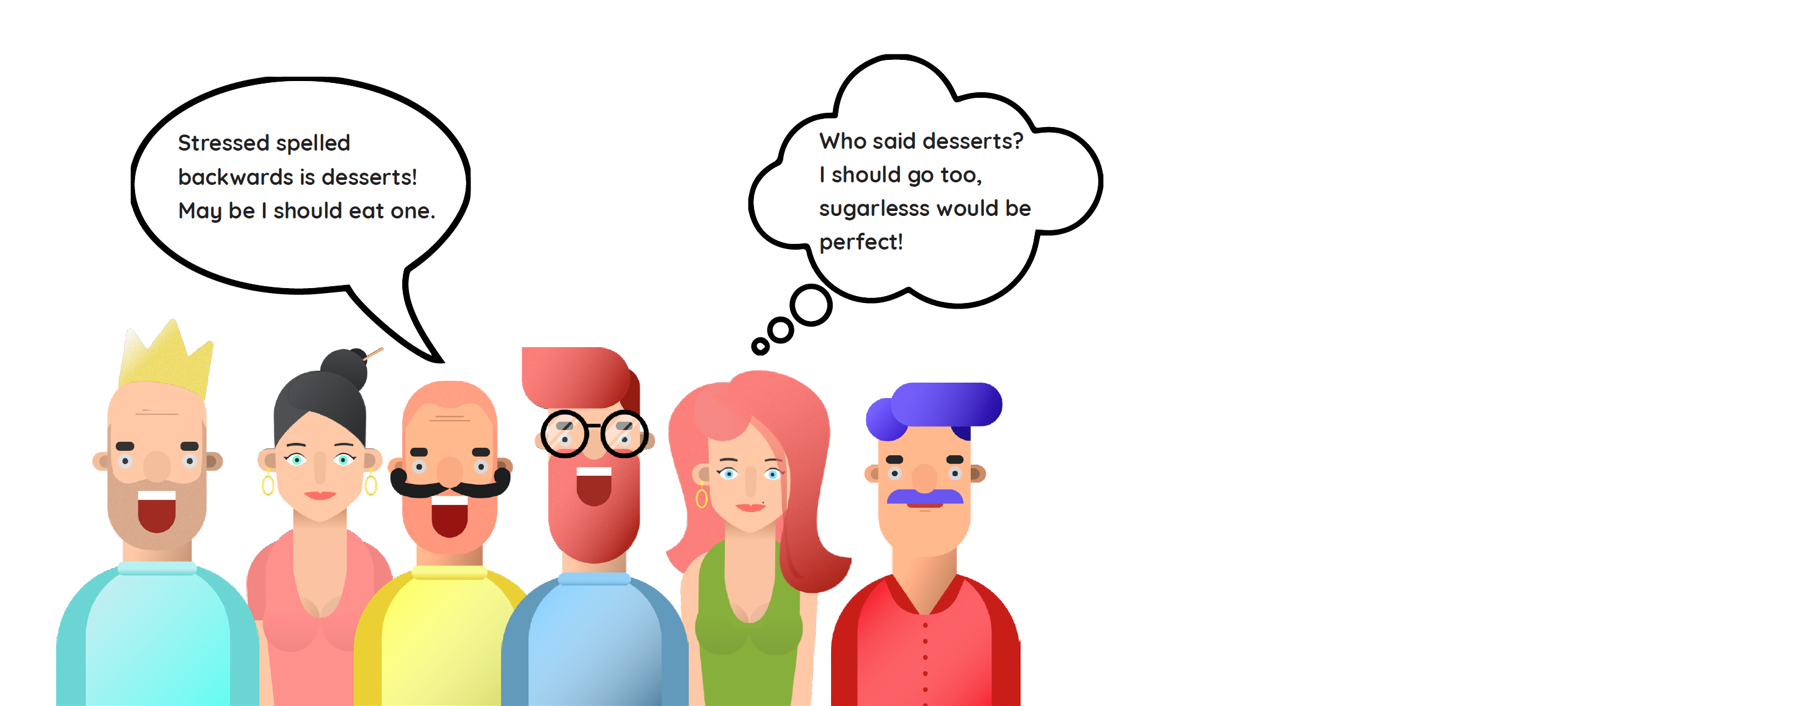 Stressed spelled
backwards is desserts!
May be I should eat one.
Who said desserts?
I should go too,
sugarlesss would be
perfect!